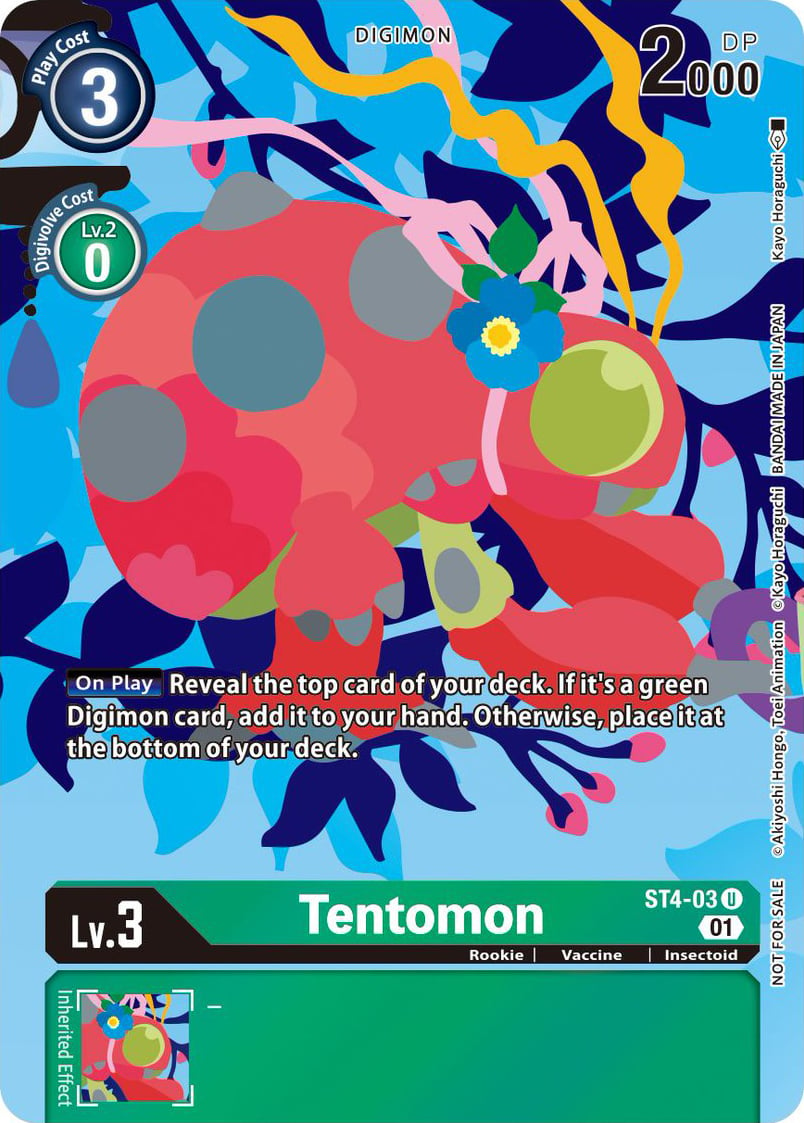 DIGIMON
Play Cost
3
DP
2000
Digivolve Cost
Lv.2
0
Kayo Horaguchi
On Play Reveal the top card of your deck. If it's a green
Digimon card, add it to your hand. Otherwise, place it at
the bottom of your deck.
©Akiyoshi Hongo, Toei Animation ©Kayo Horaguchi BANDAI MADE IN JAPAN
NOT FOR SALE
Lv.3
Tentomon
ST4-03 U
01
Rookie | Vaccine | Insectoid
Inherited Effect
–